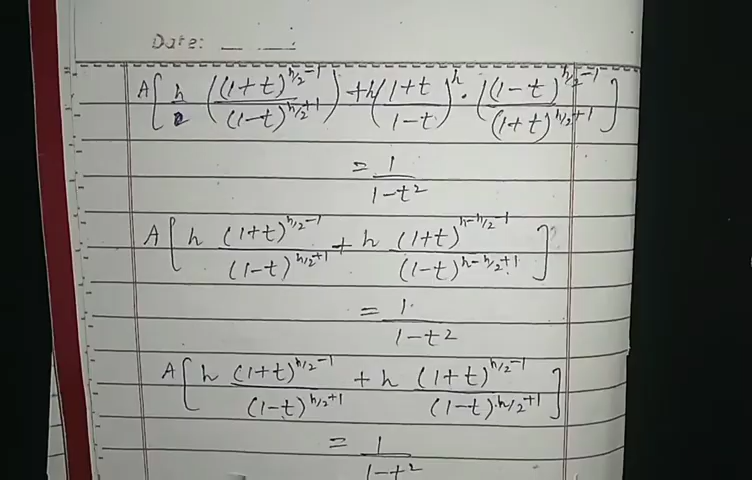 Date:
A[h/2 ((1+t)^(h/2-1)/(1-t)^(h/2+1)) + h((1+t)/(1-t))^h · ((1-t)^(h/2-1)/(1+t)^(h/2+1))]
= 1/(1-t²)
A[h (1+t)^(h/2-1)/(1-t)^(h/2+1) + h (1+t)^(h-h/2-1)/(1-t)^(h-h/2+1)]
= 1/(1-t²)
A[h (1+t)^(h/2-1)/(1-t)^(h/2+1) + h (1+t)^(h/2-1)/(1-t)^(h/2+1)]
= 1/(1-t²)